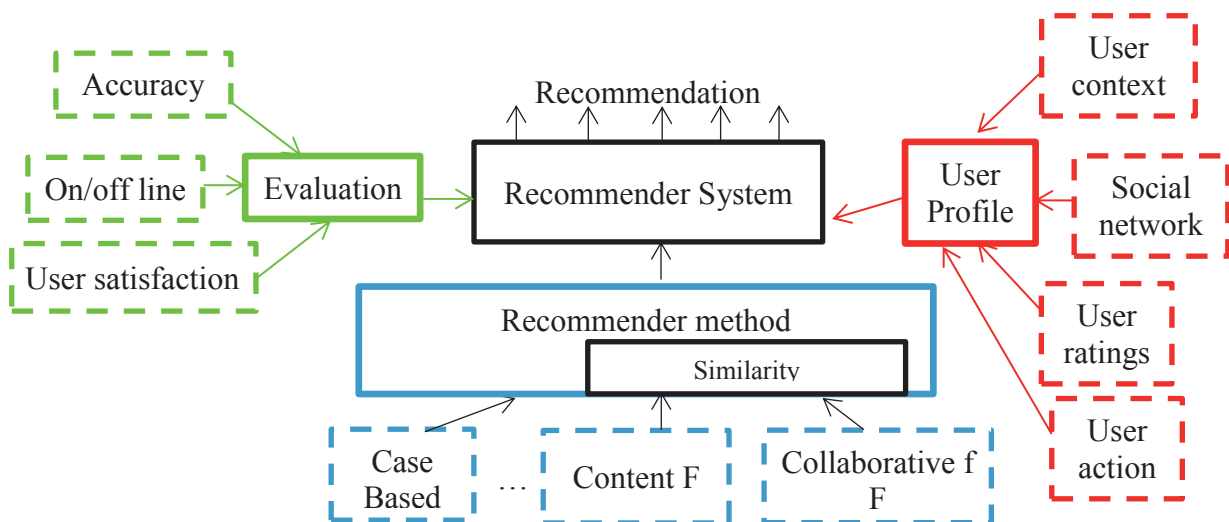 Accuracy
On/off line
User satisfaction
Evaluation
Recommendation
Recommender System
User
Profile
User
context
Social
network
User
ratings
User
action
Recommender method
Similarity
Case
Based
…
Content F
Collaborative f
F